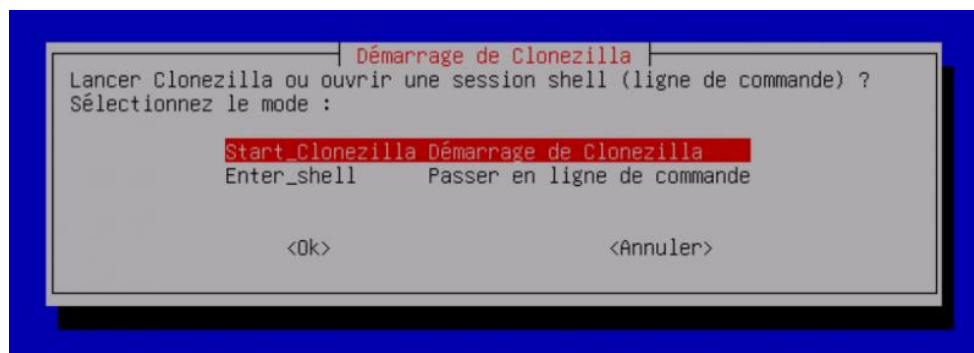 Démarrage de Clonezilla
Lancer Clonezilla ou ouvrir une session shell (ligne de commande) ?
Sélectionnez le mode :
Start_Clonezilla Démarrage de Clonezilla
Enter_shell Passer en ligne de commande
<Ok> <Annuler>